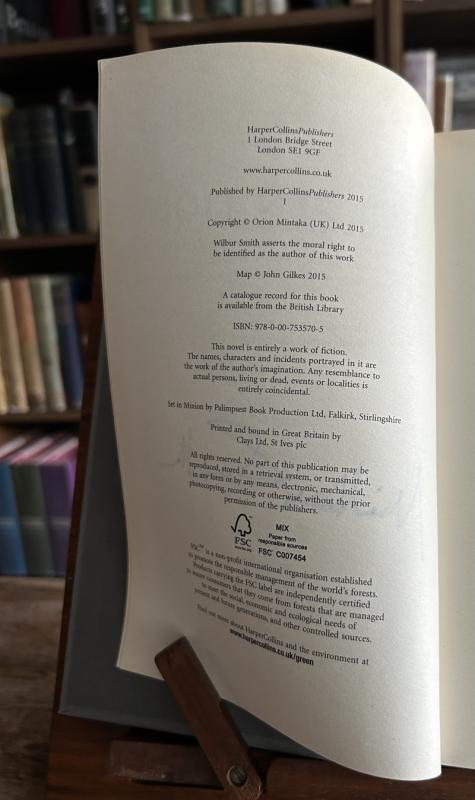 HarperCollinsPublishers
1 London Bridge Street
London SE1 9GF
www.harpercollins.co.uk
Published by HarperCollinsPublishers 2015
1
Copyright © Orion Mintaka (UK) Ltd 2015
Wilbur Smith asserts the moral right to
be identified as the author of this work
Map © John Gilkes 2015
A catalogue record for this book
is available from the British Library
ISBN: 978-0-00-753570-5
This novel is entirely a work of fiction.
The names, characters and incidents portrayed in it are
the work of the author's imagination. Any resemblance to
actual persons, living or dead, events or localities is
entirely coincidental.
Set in Minion by Palimpsest Book Production Ltd, Falkirk, Stirlingshire
Printed and bound in Great Britain by
Clays Ltd, St Ives plc
All rights reserved. No part of this publication may be
reproduced, stored in a retrieval system, or transmitted,
in any form or by any means, electronic, mechanical,
photocopying, recording or otherwise, without the prior
permission of the publishers.
FSC
www.fsc.org
MIX
Paper from
responsible sources
FSC® C007454
FSC™ is a non-profit international organisation established
to promote the responsible management of the world's forests.
Products carrying the FSC label are independently certified
to assure consumers that they come from forests that are managed
to meet the social, economic and ecological needs of
present and future generations, and other controlled sources.
Find out more about HarperCollins and the environment at
www.harpercollins.co.uk/green